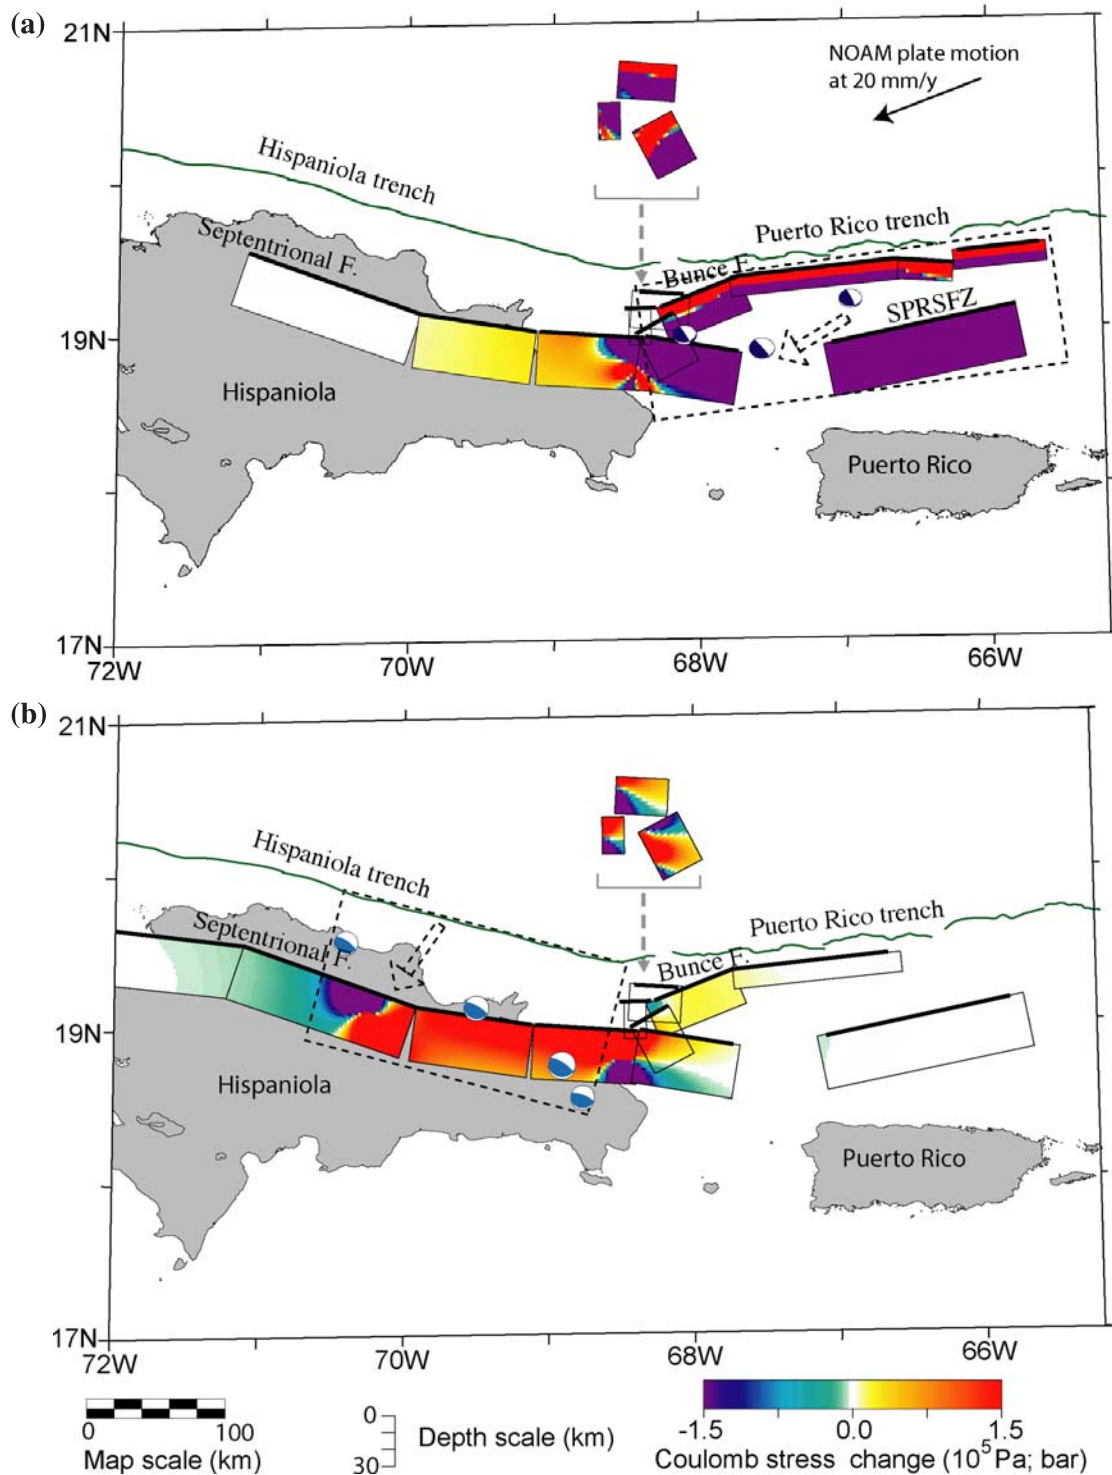 (a)
21N
NOAM plate motion
at 20 mm/y
Hispaniola trench
Puerto Rico trench
Septentrional F.
Bunce F.
SPRSFZ
19N
Hispaniola
Puerto Rico
17N
72W 70W 68W 66W
(b)
21N
Hispaniola trench
Puerto Rico trench
Septentrional F.
Bunce F.
19N
Hispaniola
Puerto Rico
17N
72W 70W 68W 66W
0 100
Map scale (km)
0
30
Depth scale (km)
-1.5 0.0 1.5
Coulomb stress change (10⁵ Pa; bar)